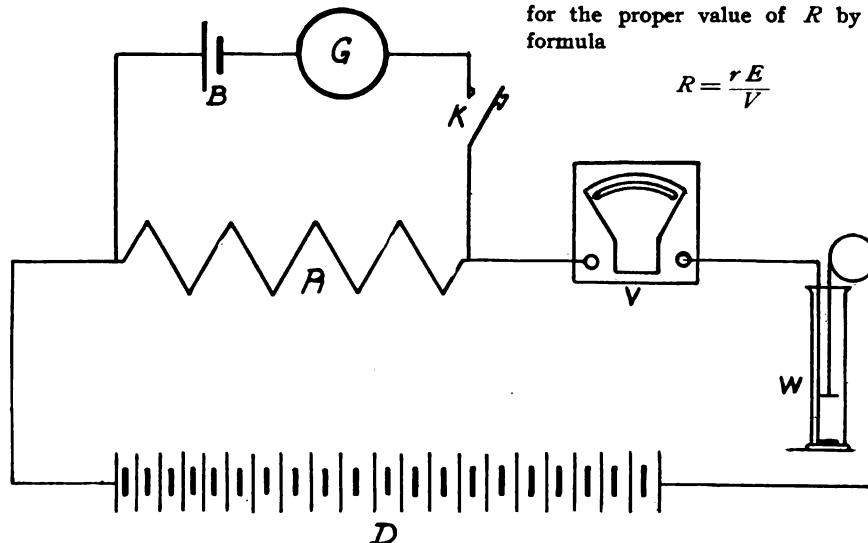 for the proper value of R by
formula
R = rE/V
G
B
K
R
V
W
D